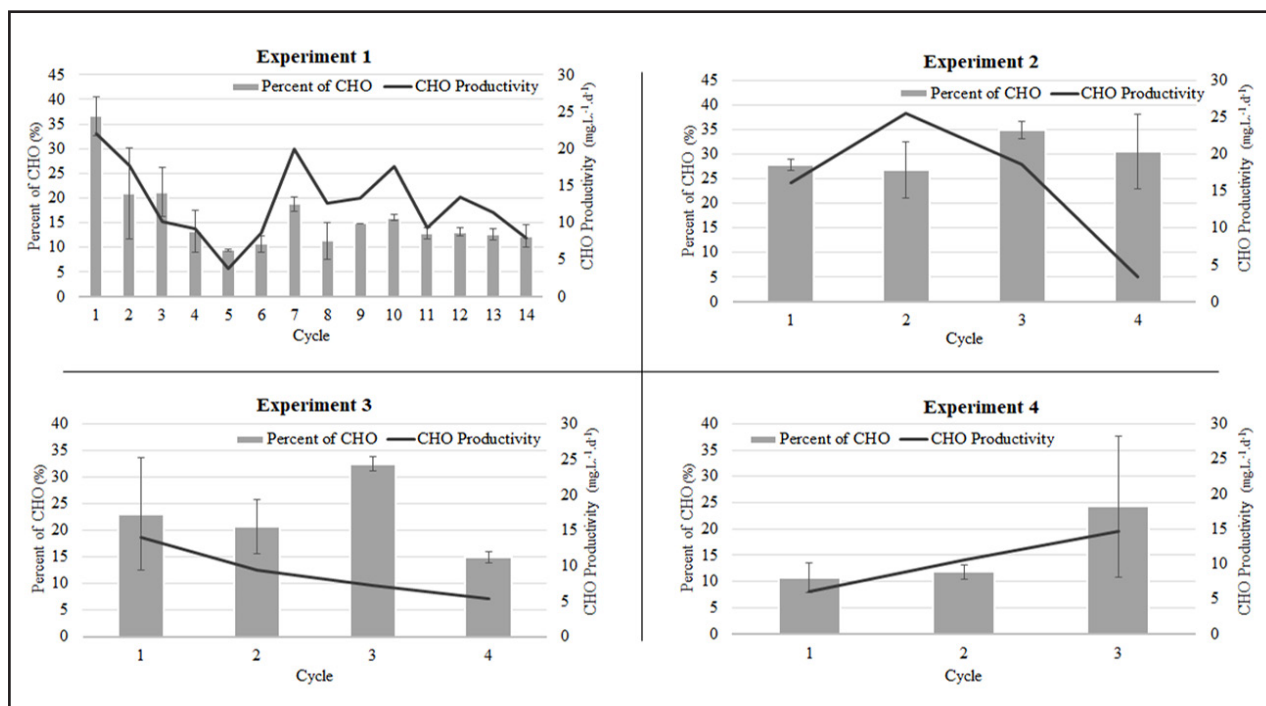 Experiment 1
Percent of CHO CHO Productivity
Percent of CHO (%)
45
40
35
30
25
20
15
10
5
0
30
25
20
15
10
5
0
CHO Productivity (mg.L⁻¹.d⁻¹)
1 2 3 4 5 6 7 8 9 10 11 12 13 14
Cycle
Experiment 2
Percent of CHO CHO Productivity
Percent of CHO (%)
45
40
35
30
25
20
15
10
5
0
30
25
20
15
10
5
0
CHO Productivity (mg.L⁻¹.d⁻¹)
1 2 3 4
Cycle
Experiment 3
Percent of CHO CHO Productivity
Percent of CHO (%)
40
35
30
25
20
15
10
5
0
30
25
20
15
10
5
0
CHO Productivity (mg.L⁻¹.d⁻¹)
1 2 3 4
Cycle
Experiment 4
Percent of CHO CHO Productivity
Percent of CHO (%)
40
35
30
25
20
15
10
5
0
30
25
20
15
10
5
0
CHO Productivity (mg.L⁻¹.d⁻¹)
1 2 3
Cycle